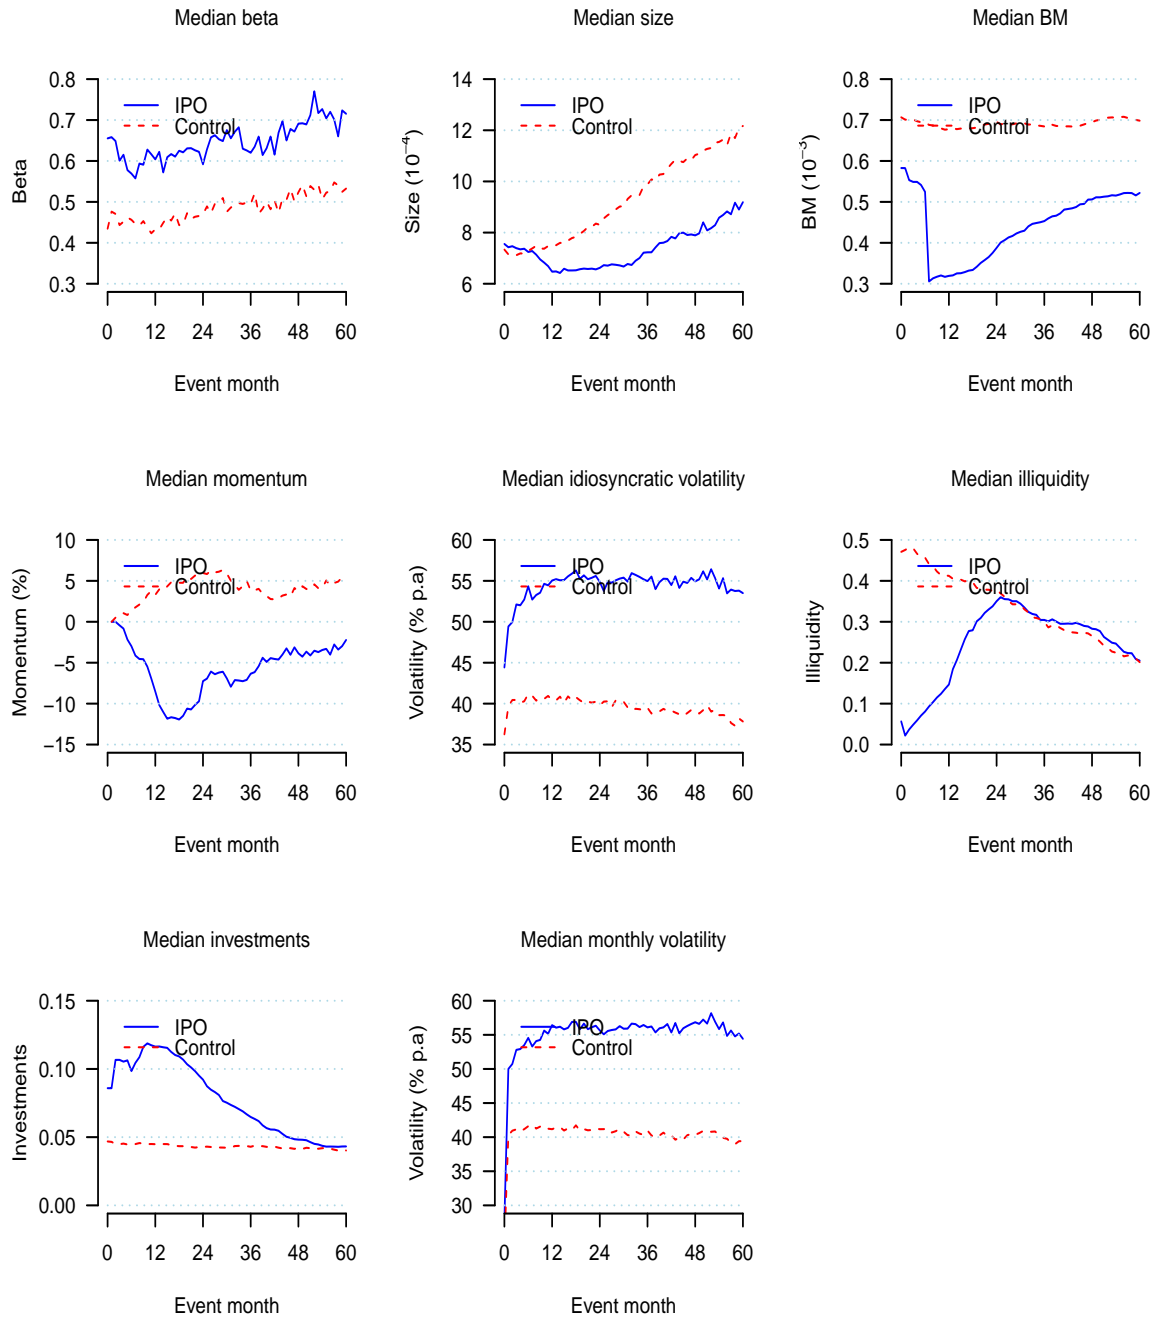 Median beta
Beta
0.8
0.7
0.6
0.5
0.4
0.3
IPO
Control
0 12 24 36 48 60
Event month
Median size
Size (10⁻⁴)
14
12
10
8
6
IPO
Control
0 12 24 36 48 60
Event month
Median BM
BM (10⁻³)
0.8
0.7
0.6
0.5
0.4
0.3
IPO
Control
0 12 24 36 48 60
Event month
Median momentum
Momentum (%)
10
5
0
−5
−10
−15
IPO
Control
0 12 24 36 48 60
Event month
Median idiosyncratic volatility
Volatility (% p.a)
60
55
50
45
40
35
IPO
Control
0 12 24 36 48 60
Event month
Median illiquidity
Illiquidity
0.5
0.4
0.3
0.2
0.1
0.0
IPO
Control
0 12 24 36 48 60
Event month
Median investments
Investments
0.15
0.10
0.05
0.00
IPO
Control
0 12 24 36 48 60
Event month
Median monthly volatility
Volatility (% p.a)
60
55
50
45
40
35
30
IPO
Control
0 12 24 36 48 60
Event month